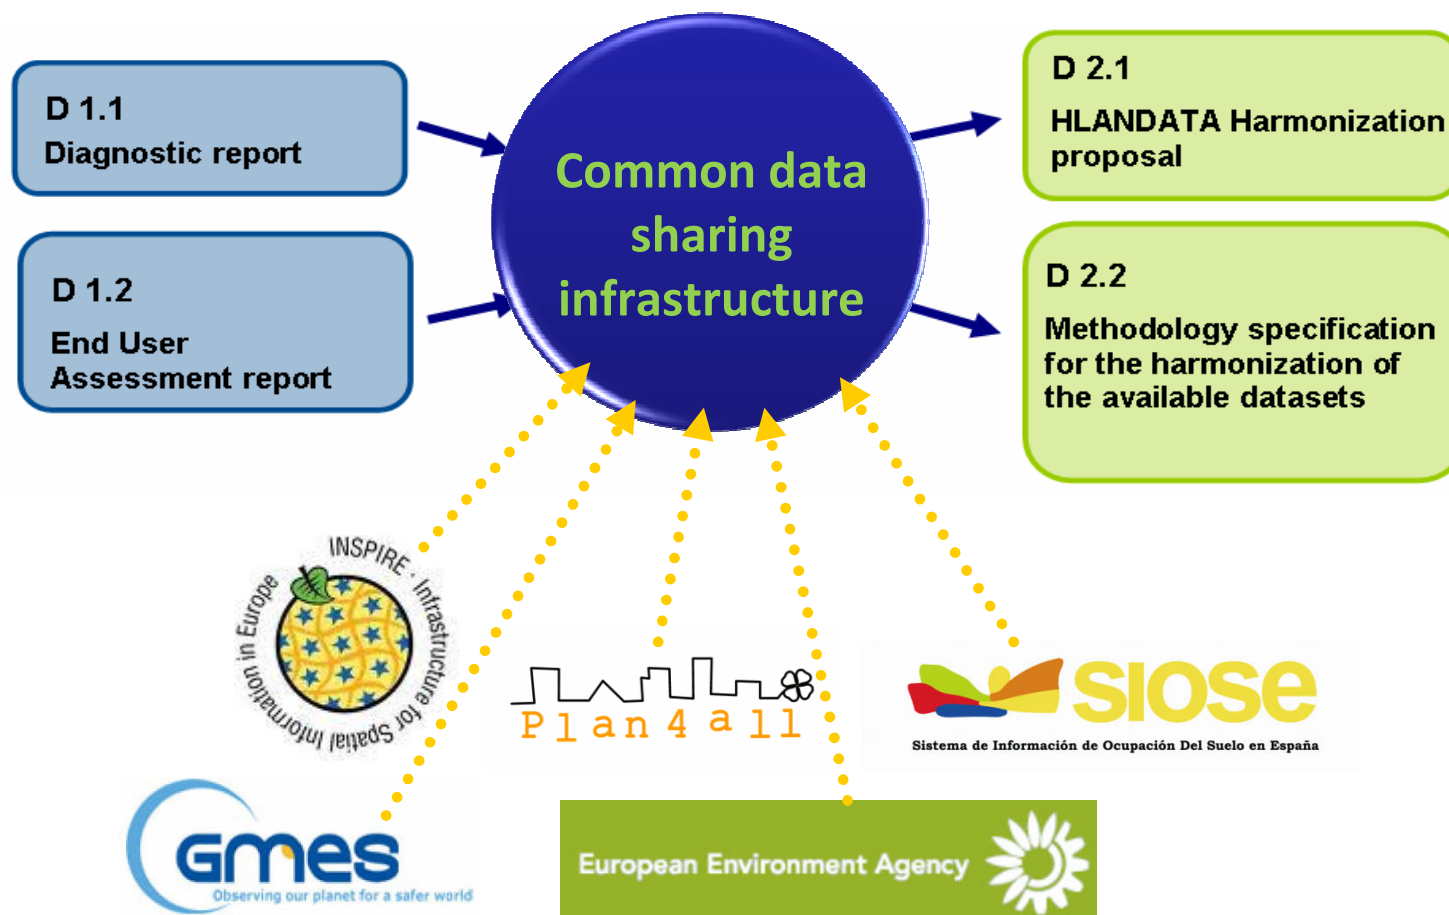 D 1.1
Diagnostic report
D 1.2
End User
Assessment report
Common data
sharing
infrastructure
D 2.1
HLANDATA Harmonization
proposal
D 2.2
Methodology specification
for the harmonization of
the available datasets
INSPIRE · Infrastructure for Spatial Information in Europe
Plan4all
SIOSE
Sistema de Información de Ocupación Del Suelo en España
GMES
Observing our planet for a safer world
European Environment Agency